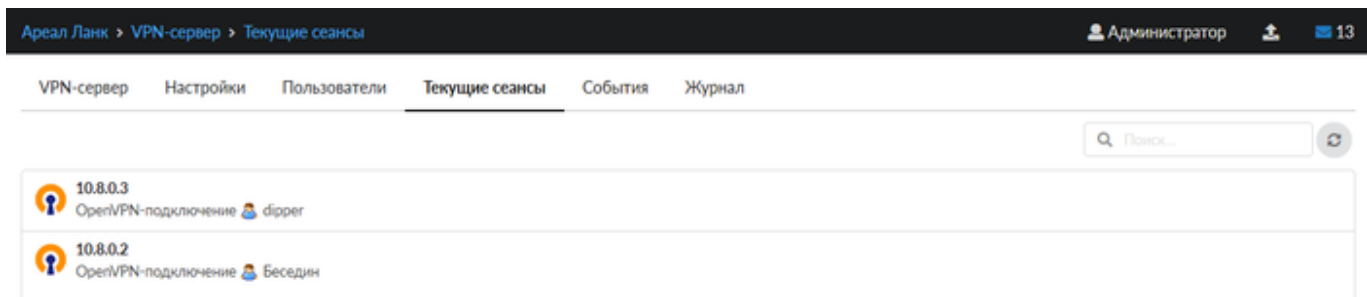 Ареал Ланк > VPN-сервер > Текущие сеансы Администратор 13
VPN-сервер Настройки Пользователи Текущие сеансы События Журнал
Поиск...
10.8.0.3
OpenVPN-подключение dipper
10.8.0.2
OpenVPN-подключение Беседин